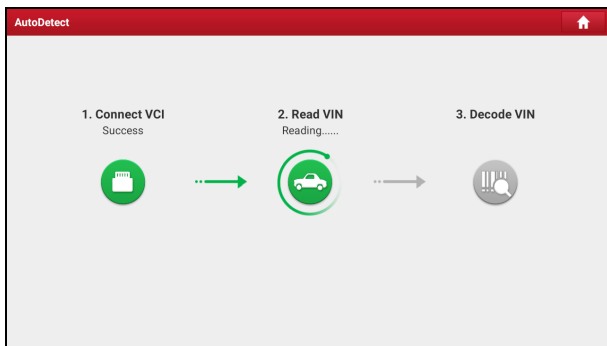 AutoDetect
1. Connect VCI
Success
2. Read VIN
Reading......
3. Decode VIN